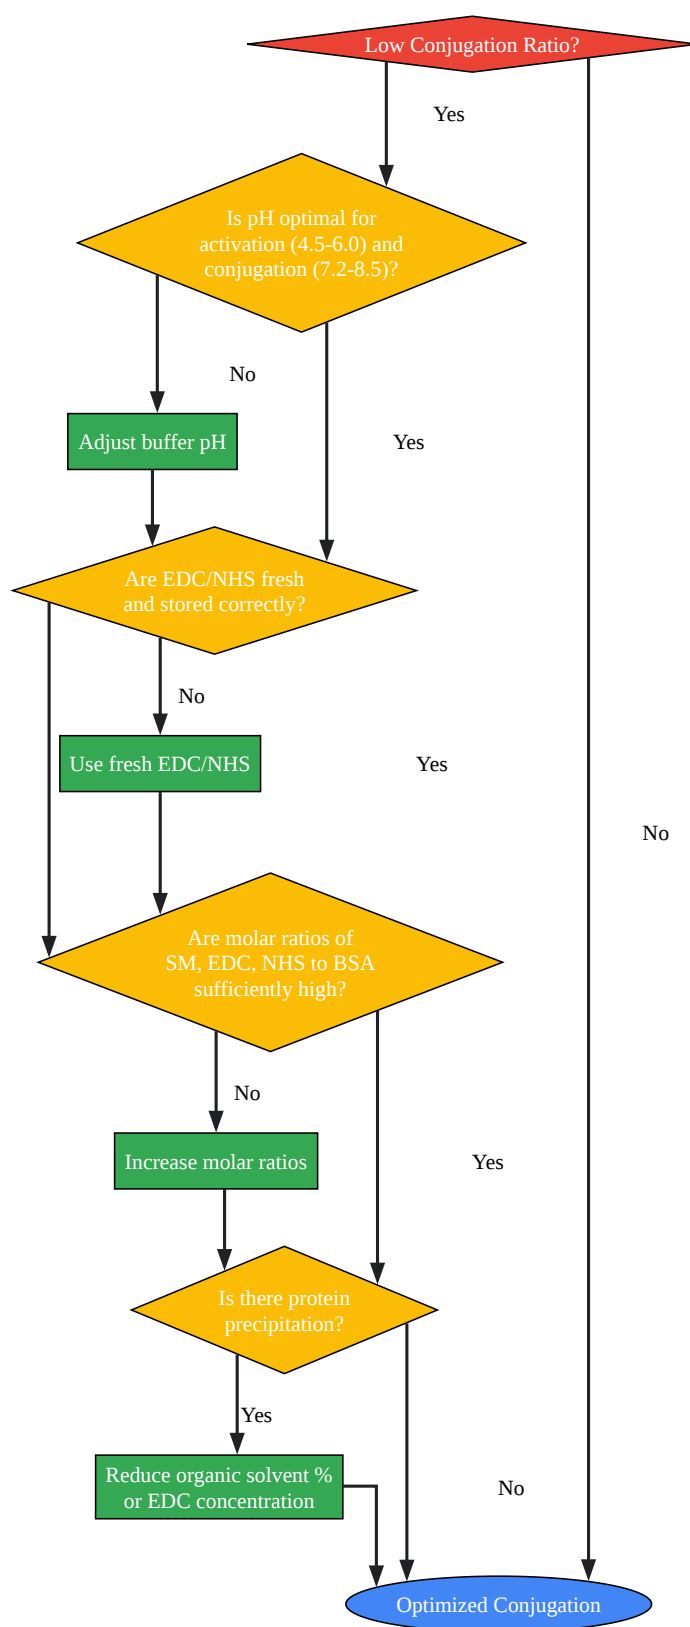 Low Conjugation Ratio?
Yes
Is pH optimal for
activation (4.5-6.0) and
conjugation (7.2-8.5)?
No
Adjust buffer pH
Yes
Are EDC/NHS fresh
and stored correctly?
No
Use fresh EDC/NHS
Yes
No
Are molar ratios of
SM, EDC, NHS to BSA
sufficiently high?
No
Increase molar ratios
Yes
Is there protein
precipitation?
Yes
Reduce organic solvent %
or EDC concentration
No
Optimized Conjugation